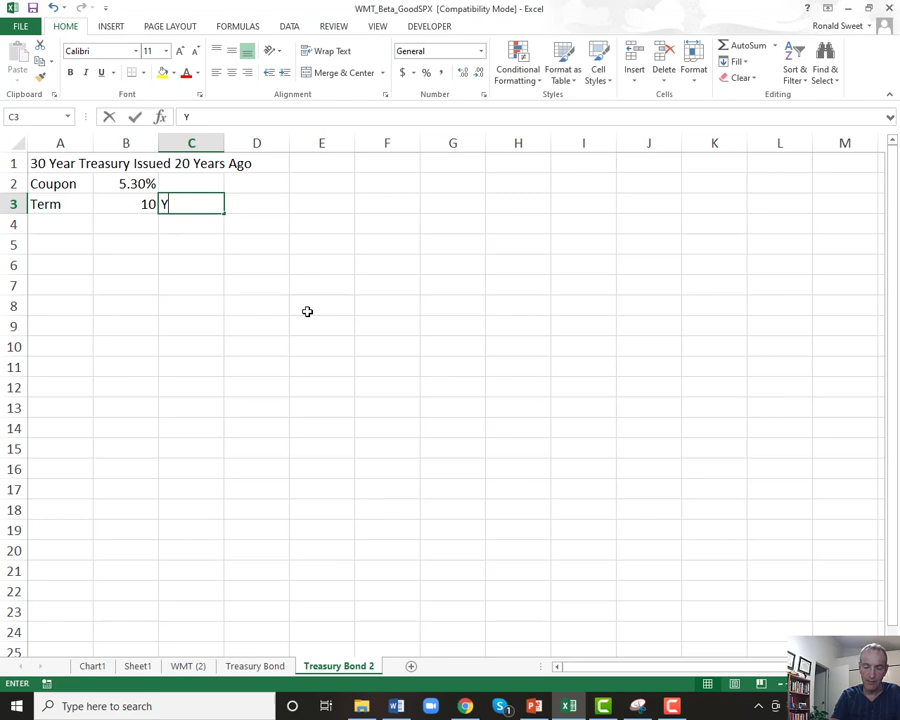 WMT_Beta_GoodSPX [Compatibility Mode] - Excel
FILE HOME INSERT PAGE LAYOUT FORMULAS DATA REVIEW VIEW DEVELOPER Ronald Sweet
Paste Calibri 11 Wrap Text General Conditional Formatting Format as Table Cell Styles Insert Delete Format AutoSum Sort & Filter Find & Select
B I U A Merge & Center $ % , Fill
Clear
Clipboard Font Alignment Number Styles Cells Editing
C3 fx Y
A B C D E F G H I J K L M
1 30 Year Treasury Issued 20 Years Ago
2 Coupon 5.30%
3 Term 10 Y
4
5
6
7
8
9
10
11
12
13
14
15
16
17
18
19
20
21
22
23
24
25
Chart1 Sheet1 WMT (2) Treasury Bond Treasury Bond 2
ENTER
Type here to search